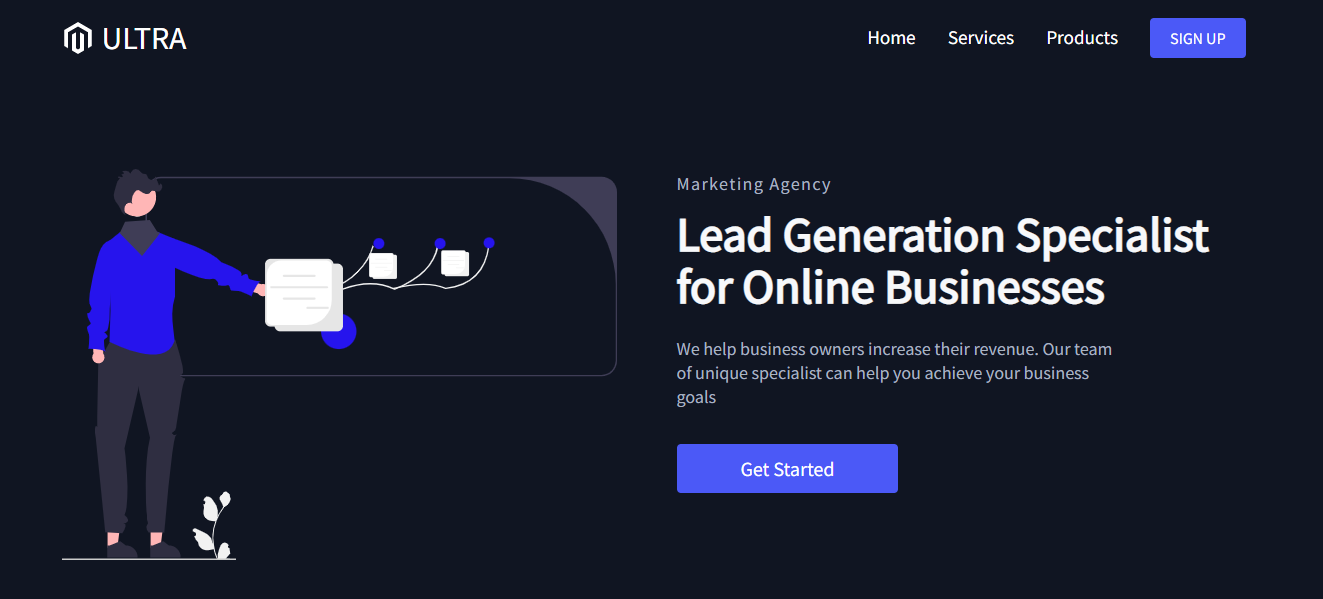 ULTRA
Home
Services
Products
SIGN UP
Marketing Agency
Lead Generation Specialist
for Online Businesses
We help business owners increase their revenue. Our team
of unique specialist can help you achieve your business
goals
Get Started